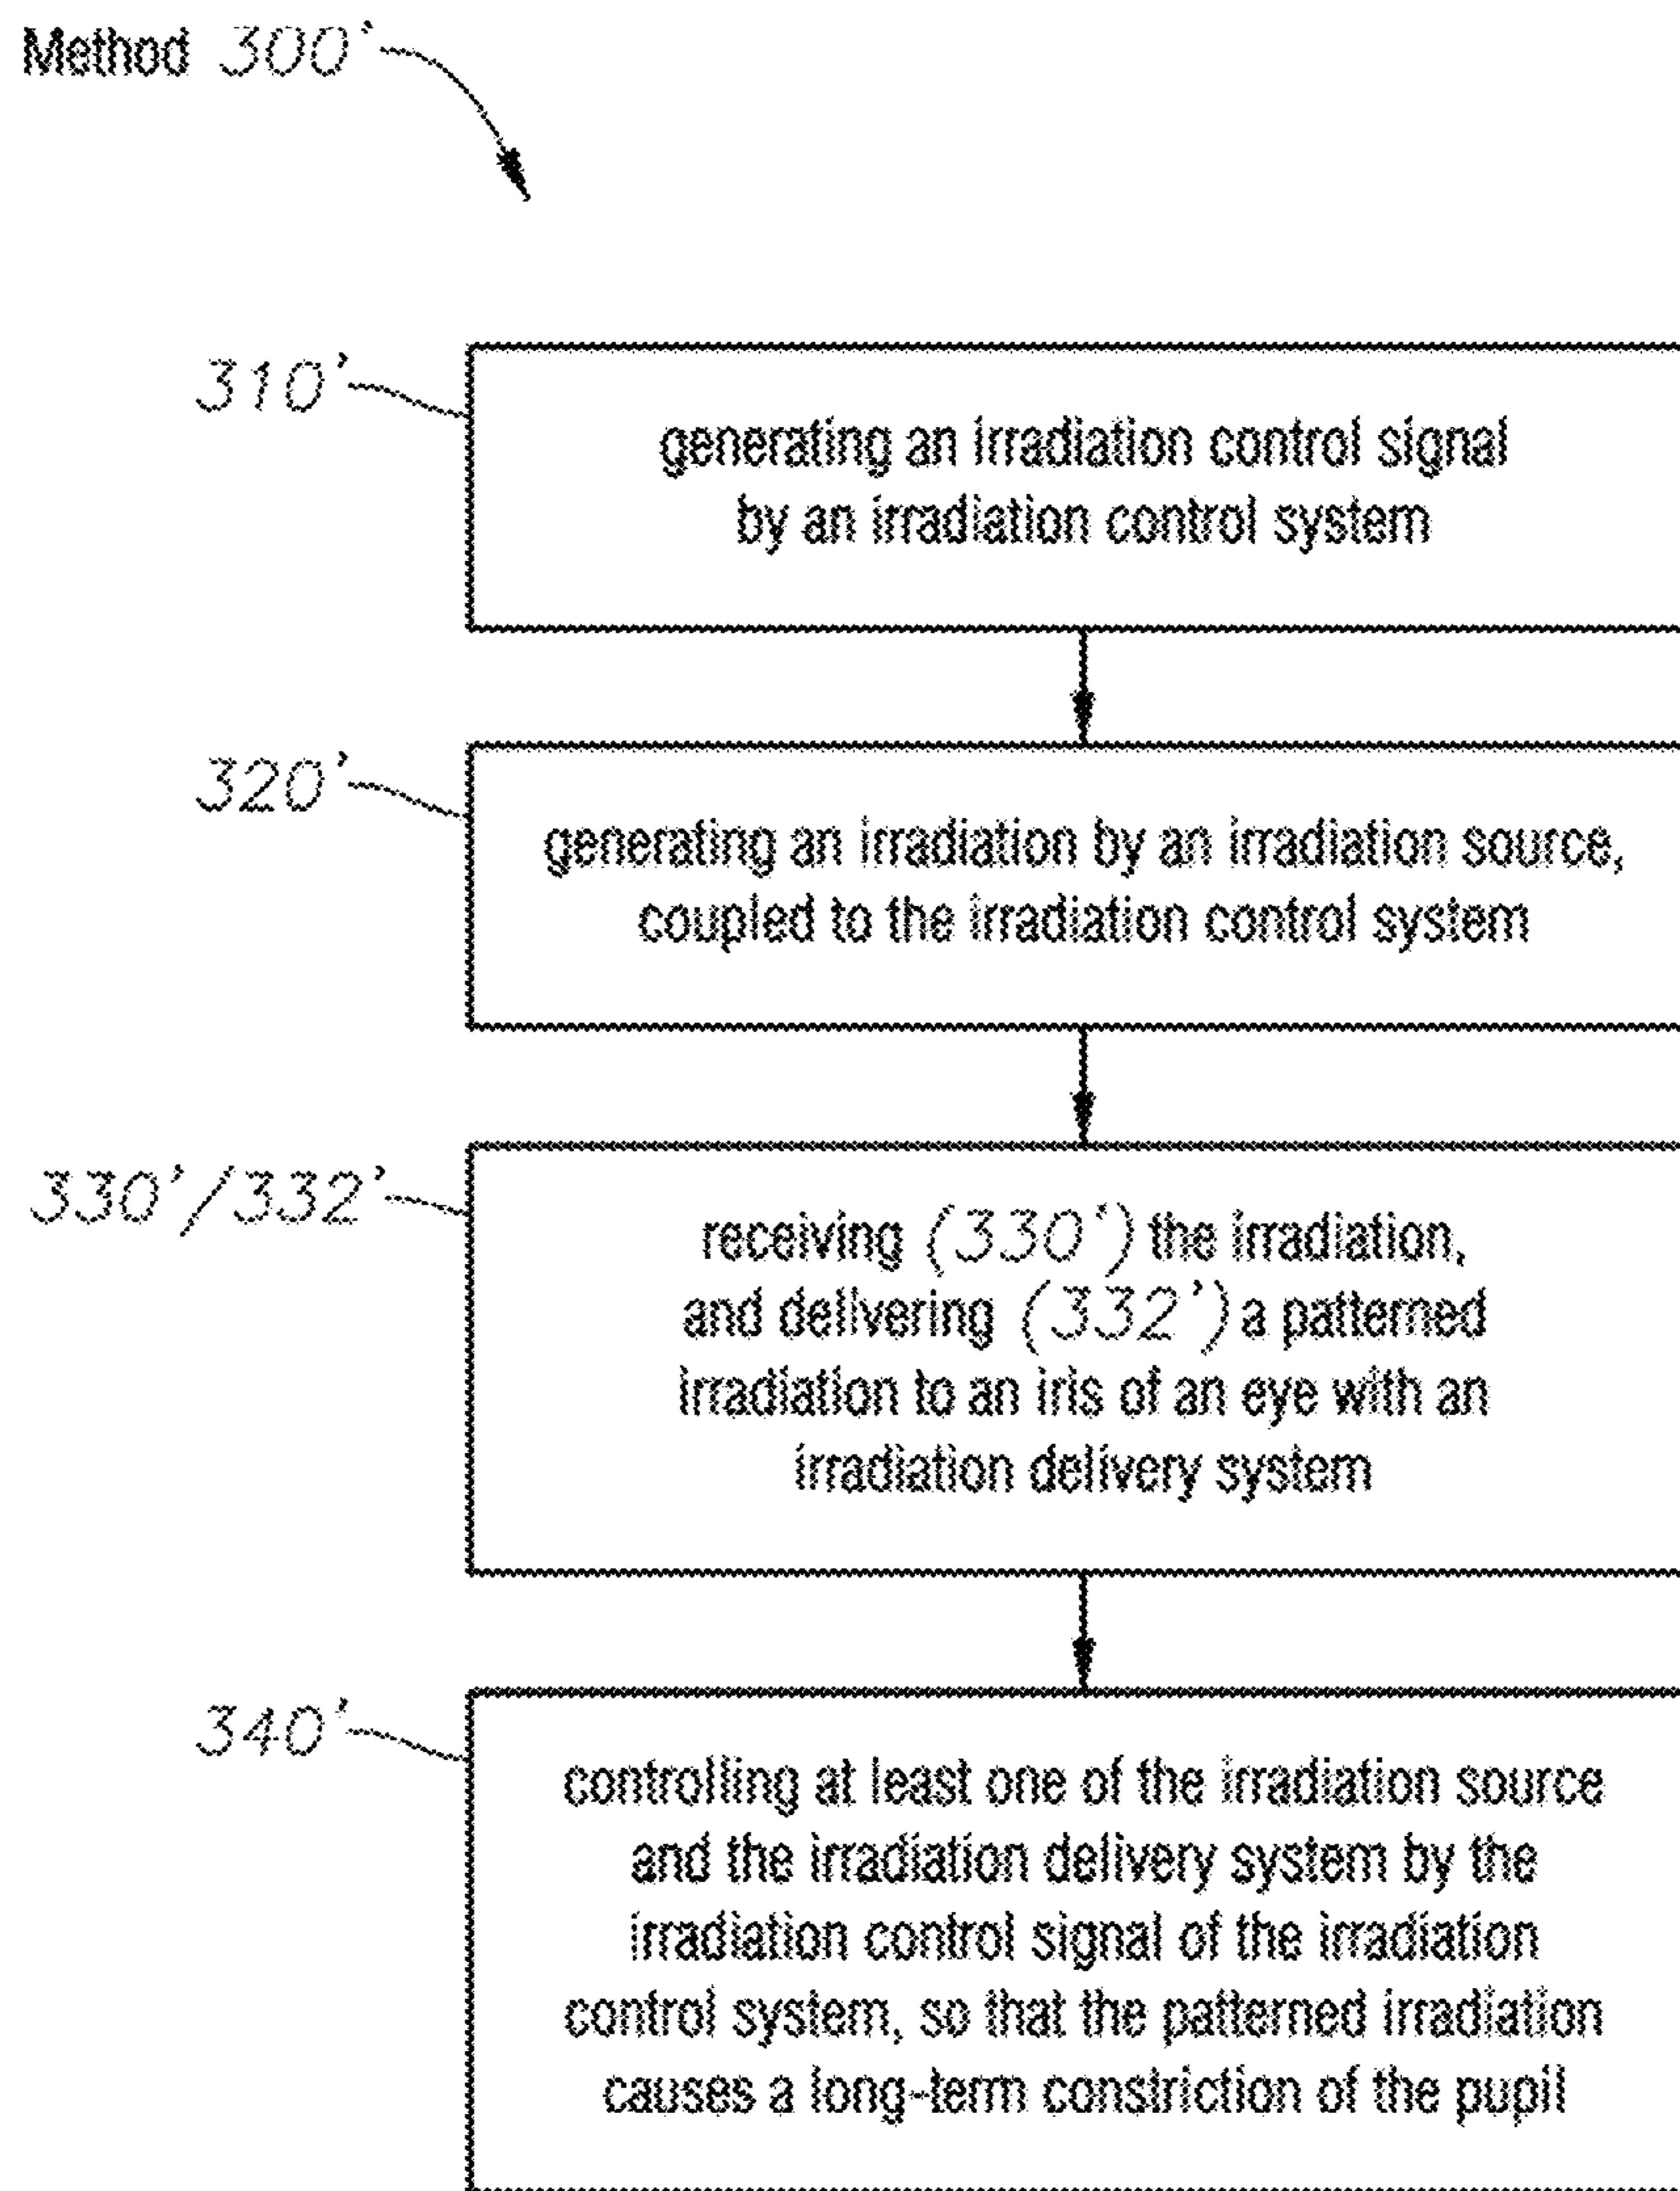 Method 300‘
310’
generating an irradiation control signal
by an irradiation control system
320’
generating an irradiation by an irradiation source,
coupled to the irradiation control system
330’/332’
receiving (330‘) the irradiation,
and delivering (332’) a patterned
irradiation to an iris of an eye with an
irradiation delivery system
340’
controlling at least one of the irradiation source
and the irradiation delivery system by the
irradiation control signal of the irradiation
control system, so that the patterned irradiation
causes a long-term constriction of the pupil